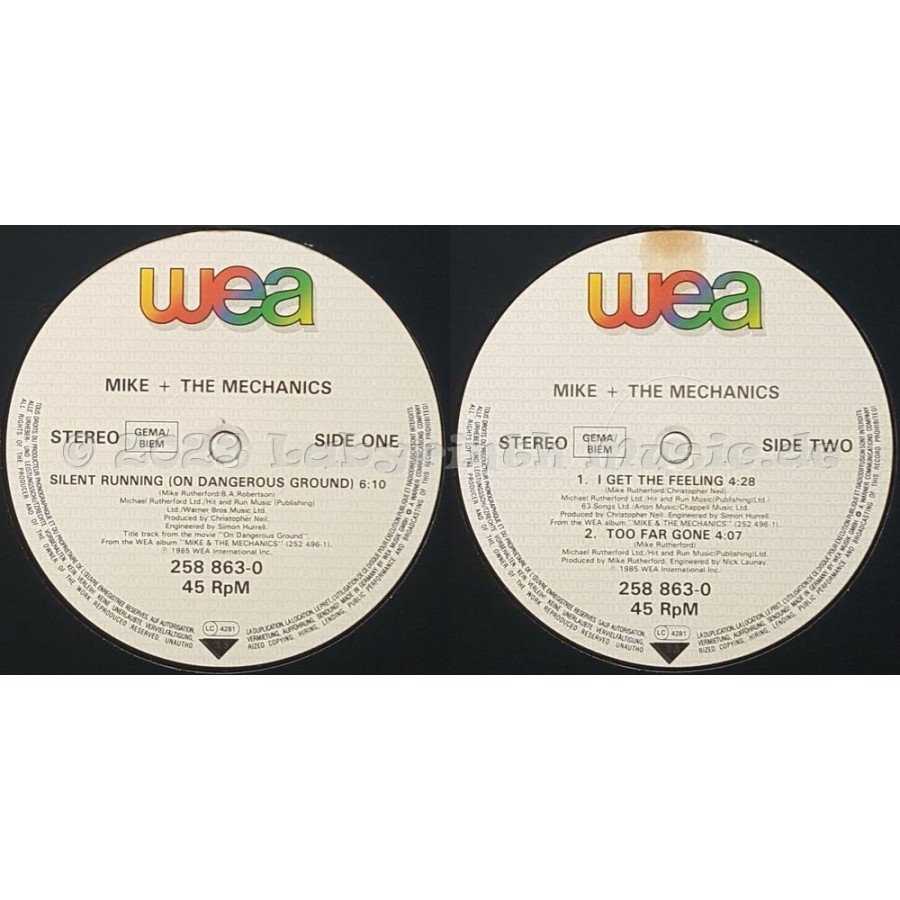 wea
MIKE + THE MECHANICS
STEREO
GEMA/
BIEM
SIDE ONE
SILENT RUNNING (ON DANGEROUS GROUND) 6:10
(Mike Rutherford/B.A.Robertson)
Michael Rutherford Ltd./Hit and Run Music (Publishing)
Ltd./Warner Bros.Music Ltd.
Produced by Christopher Neil.
Engineered by Simon Hurrell.
Title track from the movie "On Dangerous Ground".
From the WEA album "MIKE & THE MECHANICS" (252 496-1).
℗ 1985 WEA International Inc.
258 863-0
45 RpM
LC 4281
wea
MIKE + THE MECHANICS
STEREO
GEMA/
BIEM
SIDE TWO
1. I GET THE FEELING 4:28
(Mike Rutherford/Christopher Neil)
Michael Rutherford Ltd./Hit and Run Music(Publishing)Ltd./
63.Songs Ltd./Arion Music/Chappell Music Ltd.
Produced by Christopher Neil. Engineered by Simon Hurrell.
From the WEA album "MIKE & THE MECHANICS" (252 496-1).
2. TOO FAR GONE 4:07
(Mike Rutherford)
Michael Rutherford Ltd./Hit and Run Music(Publishing)Ltd.
Produced by Mike Rutherford. Engineered by Nick Launay.
℗ 1985 WEA International Inc.
258 863-0
45 RpM
LC 4281
© 2023 Labyrinth Music